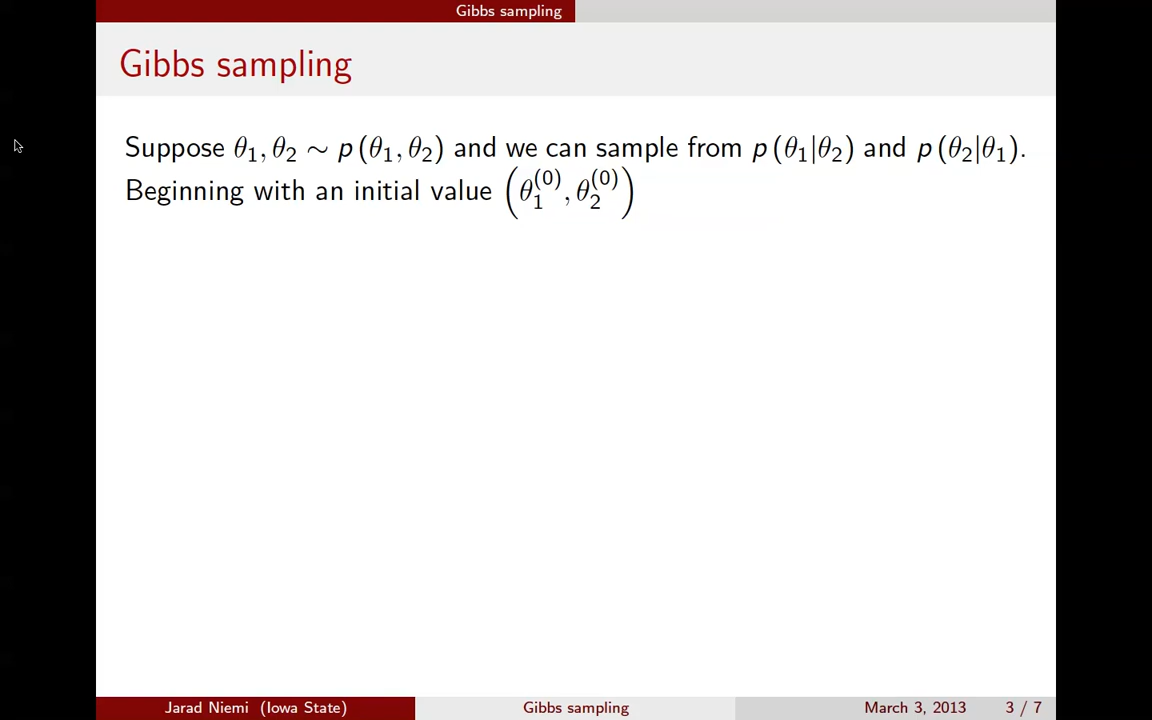 Gibbs sampling
Gibbs sampling
Suppose θ₁, θ₂ ∼ p(θ₁, θ₂) and we can sample from p(θ₁|θ₂) and p(θ₂|θ₁).
Beginning with an initial value (θ₁⁽⁰⁾, θ₂⁽⁰⁾)
Jarad Niemi (Iowa State) Gibbs sampling March 3, 2013 3 / 7